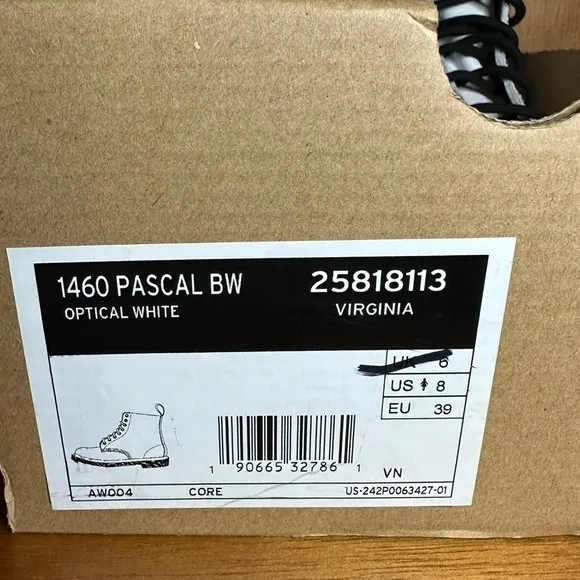 1460 PASCAL BW
OPTICAL WHITE
25818113
VIRGINIA
UK 6
US 8
EU 39
1 90665 32786 1
VN
AW004
CORE
US-242P0063427-01